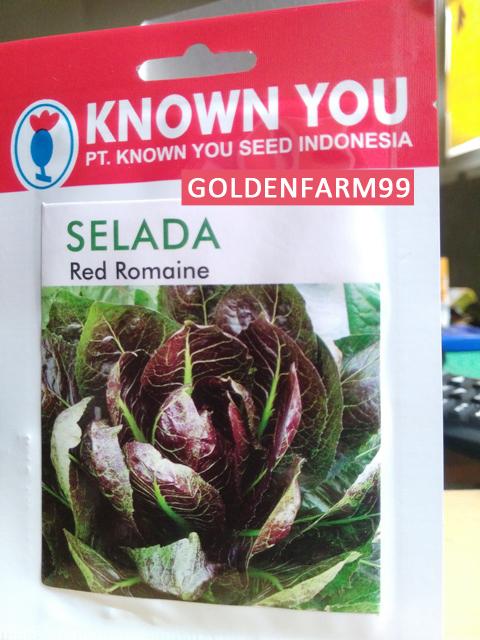 KNOWN YOU
PT. KNOWN YOU SEED INDONESIA
GOLDENFARM99
SELADA
Red Romaine